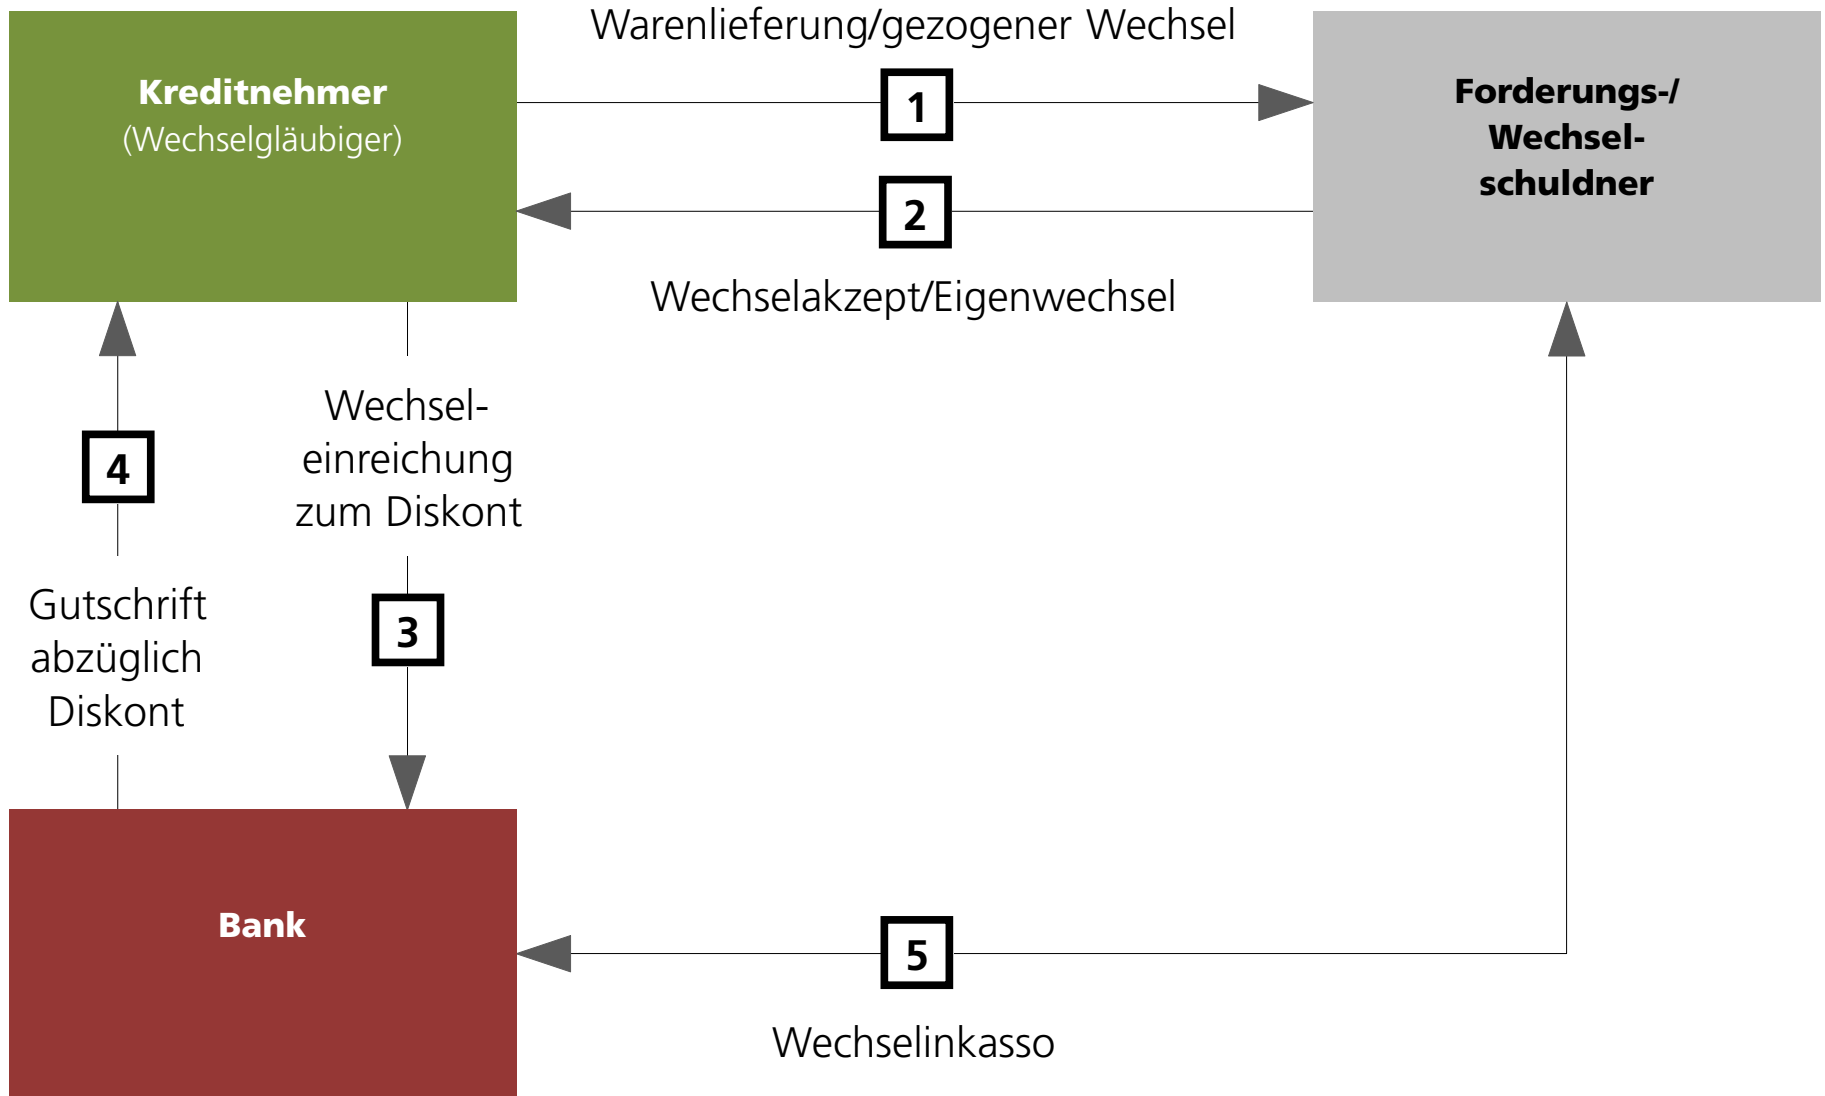 Warenlieferung/gezogener Wechsel
Kreditnehmer
(Wechselgläubiger)
1
Forderungs-/
Wechsel-
schuldner
2
Wechselakzept/Eigenwechsel
Wechsel-
einreichung
zum Diskont
4
3
Gutschrift
abzüglich
Diskont
Bank
5
Wechselinkasso